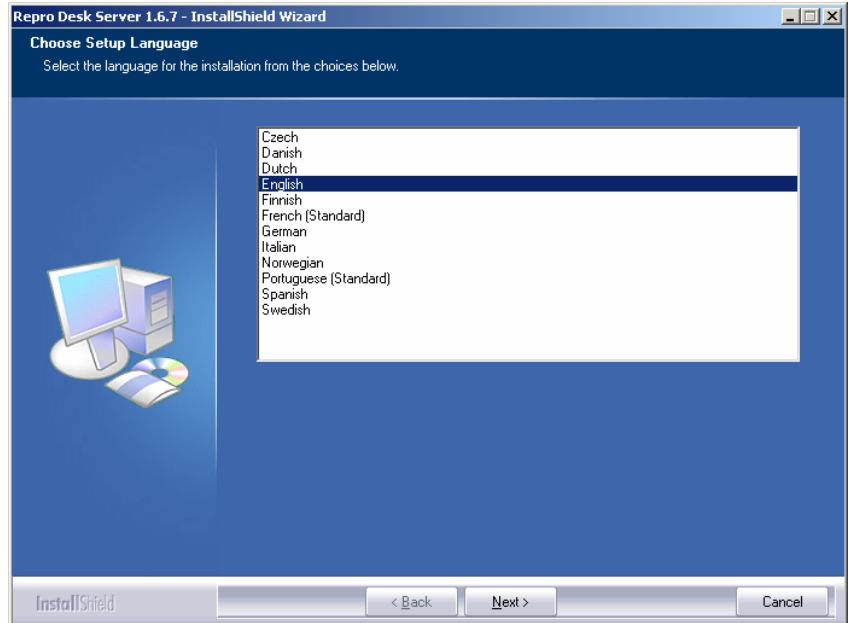 Repro Desk Server 1.6.7 - InstallShield Wizard
Choose Setup Language
Select the language for the installation from the choices below.
Czech
Danish
Dutch
English
Finnish
French (Standard)
German
Italian
Norwegian
Portuguese (Standard)
Spanish
Swedish
InstallShield
< Back
Next >
Cancel